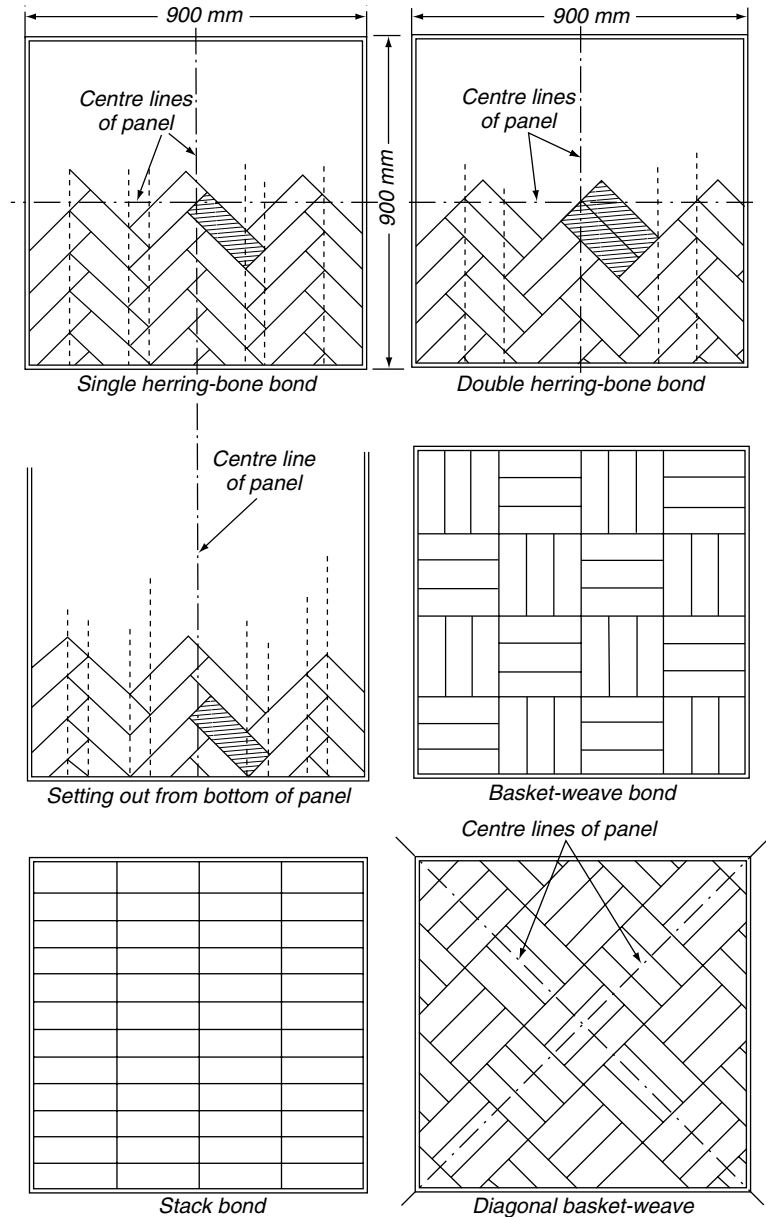 900 mm
900 mm
Centre lines
of panel
Centre lines
of panel
900 mm
Single herring-bone bond
Double herring-bone bond
Centre line
of panel
Setting out from bottom of panel
Basket-weave bond
Centre lines of panel
Stack bond
Diagonal basket-weave